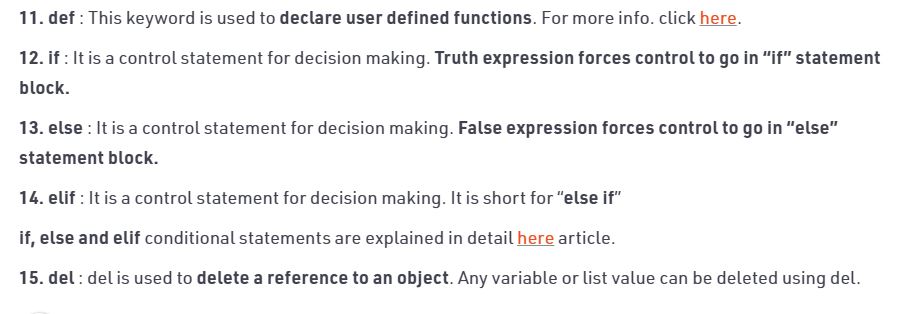 11. def : This keyword is used to declare user defined functions. For more info. click here.
12. if : It is a control statement for decision making. Truth expression forces control to go in “if” statement
block.
13. else : It is a control statement for decision making. False expression forces control to go in “else”
statement block.
14. elif : It is a control statement for decision making. It is short for “else if”
if, else and elif conditional statements are explained in detail here article.
15. del : del is used to delete a reference to an object. Any variable or list value can be deleted using del.